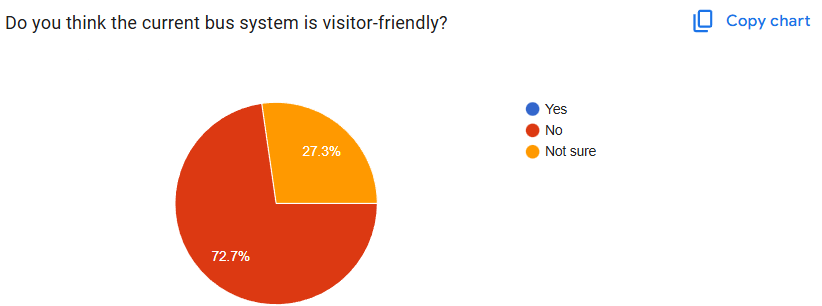 Do you think the current bus system is visitor-friendly?
Copy chart
Yes
No
Not sure
27.3%
72.7%